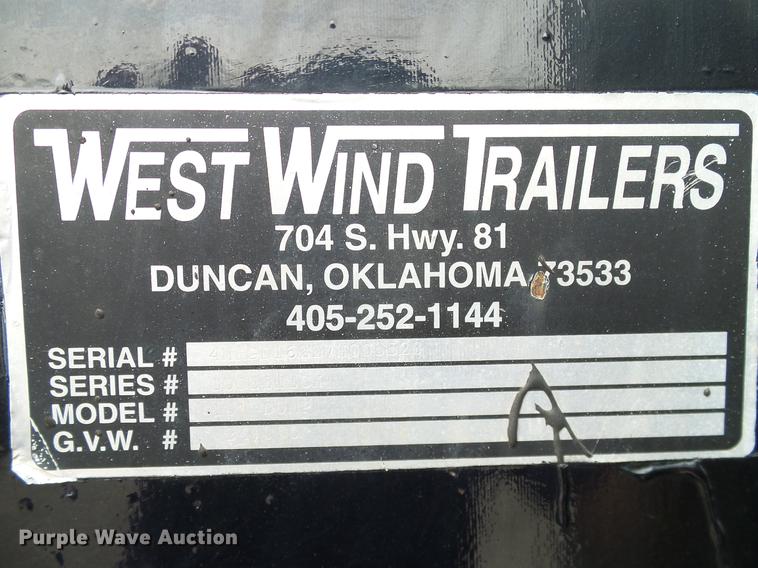 WEST WIND TRAILERS
704 S. Hwy. 81
DUNCAN, OKLAHOMA 73533
405-252-1144
SERIAL #
SERIES #
MODEL #
G.V.W. #
Purple Wave Auction